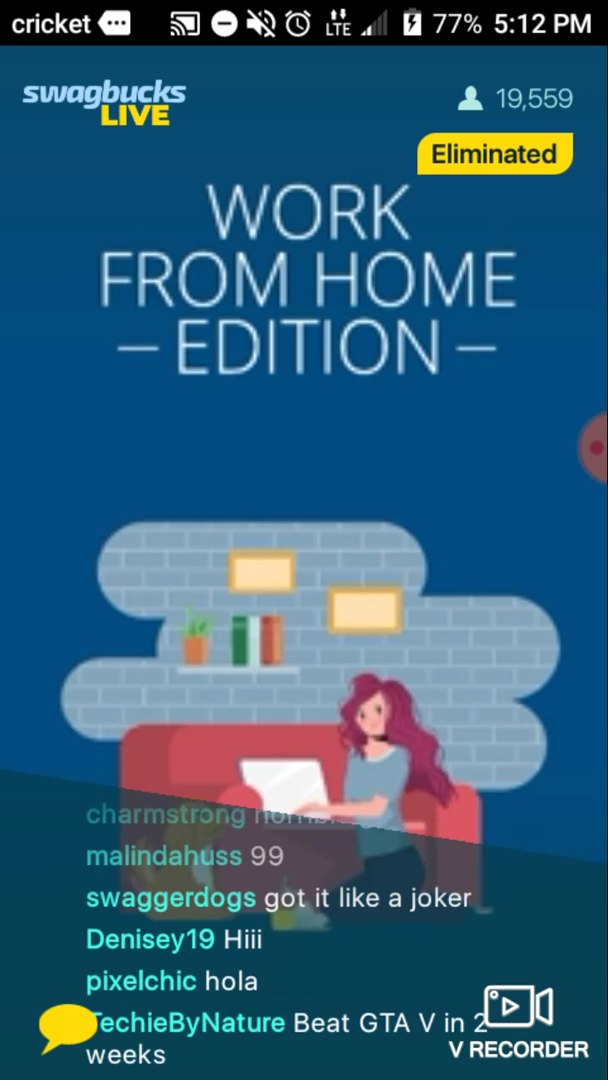 cricket LTE 77% 5:12 PM
swagbucks
LIVE
19,559
Eliminated
WORK
FROM HOME
– EDITION –
charmstrong
malindahuss 99
swaggerdogs got it like a joker
Denisey19 Hiii
pixelchic hola
TechieByNature Beat GTA V in 2
weeks
V RECORDER